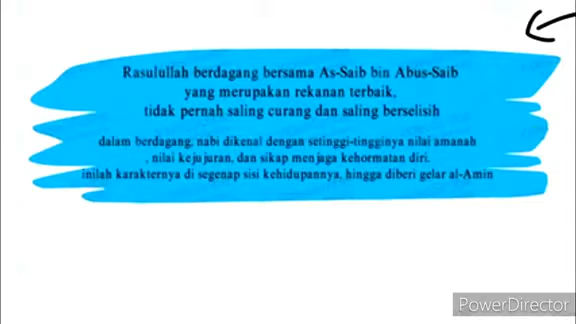 Rasulullah berdagang bersama As-Saib bin Abus-Saib
yang merupakan rekanan terbaik,
tidak pernah saling curang dan saling berselisih
dalam berdagang, nabi dikenal dengan setinggi-tingginya nilai amanah
, nilai kejujuran, dan sikap menjaga kehormatan diri.
inilah karakternya di segenap sisi kehidupannya, hingga diberi gelar al-Amin
PowerDirector